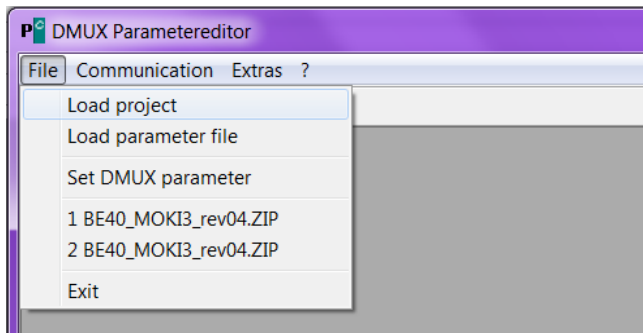 PC DMUX Parametereditor
File Communication Extras ?
Load project
Load parameter file
Set DMUX parameter
1 BE40_MOKI3_rev04.ZIP
2 BE40_MOKI3_rev04.ZIP
Exit